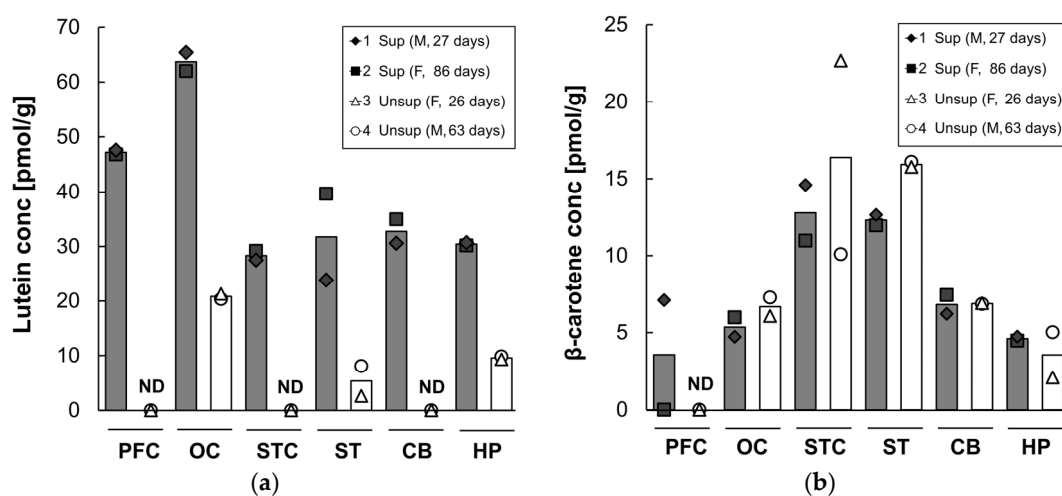 Lutein conc [pmol/g]
70
60
50
40
30
20
10
0
1 Sup (M, 27 days)
2 Sup (F, 86 days)
3 Unsup (F, 26 days)
4 Unsup (M, 63 days)
ND ND ND
PFC OC STC ST CB HP
(a)
β-carotene conc [pmol/g]
25
20
15
10
5
0
1 Sup (M, 27 days)
2 Sup (F, 86 days)
3 Unsup (F, 26 days)
4 Unsup (M, 63 days)
ND
PFC OC STC ST CB HP
(b)